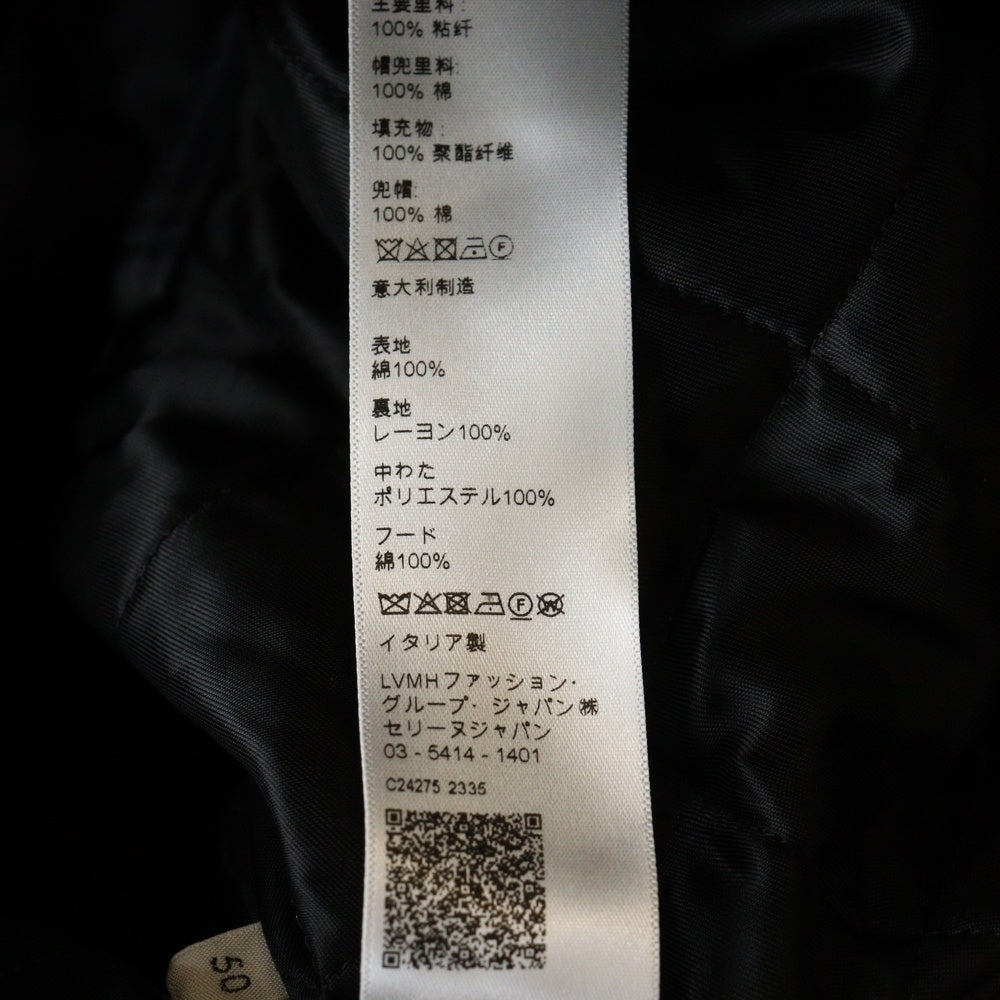 主要里料:
100% 粘纤
帽兜里料:
100% 棉
填充物:
100% 聚酯纤维
兜帽:
100% 棉
F
意大利制造
表地
綿100%
裏地
レーヨン100%
中わた
ポリエステル100%
フード
綿100%
F W
イタリア製
LVMHファッション・
グループ・ジャパン㈱
セリーヌジャパン
03 - 5414 - 1401
C24275 2335
50